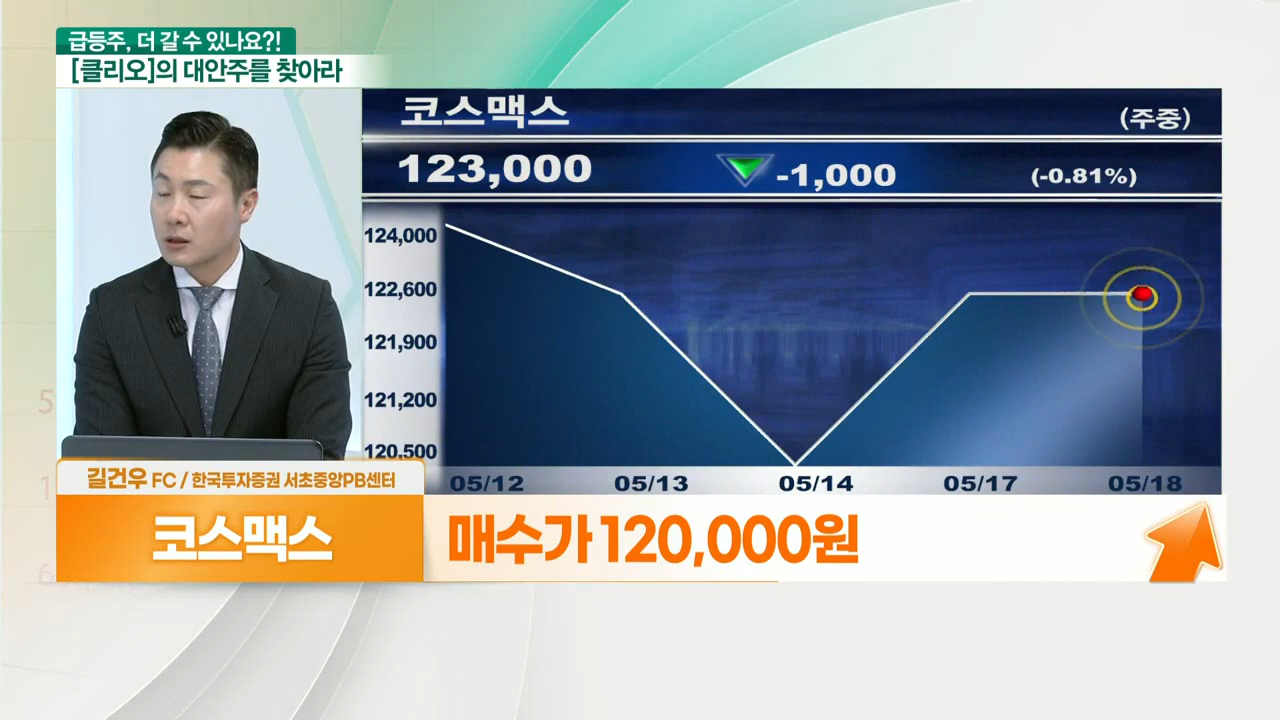 급등주, 더 갈 수 있나요?!
[클리오]의 대안주를 찾아라
코스맥스 (주중)
123,000 -1,000 (-0.81%)
124,000
122,600
121,900
121,200
120,500
05/12 05/13 05/14 05/17 05/18
길건우 FC / 한국투자증권 서초중앙PB센터
코스맥스 매수가 120,000원
5
1
6